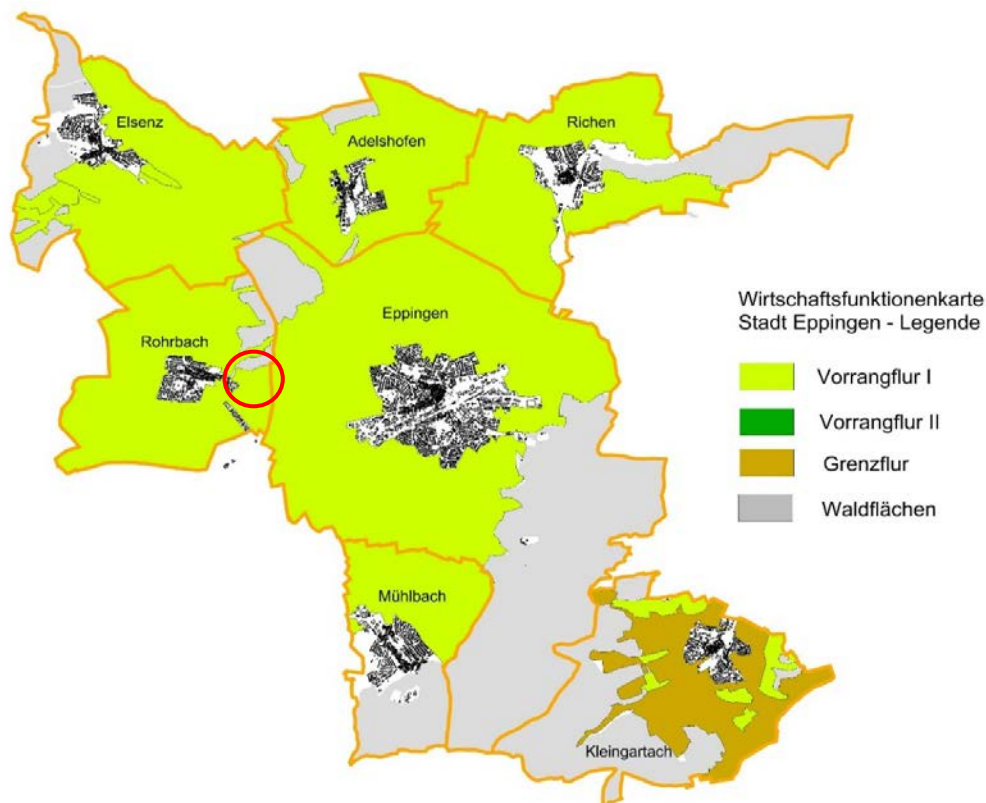 Elsenz
Adelshofen
Richen
Eppingen
Rohrbach
Mühlbach
Kleingartach
Wirtschaftsfunktionenkarte
Stadt Eppingen - Legende
Vorrangflur I
Vorrangflur II
Grenzflur
Waldflächen